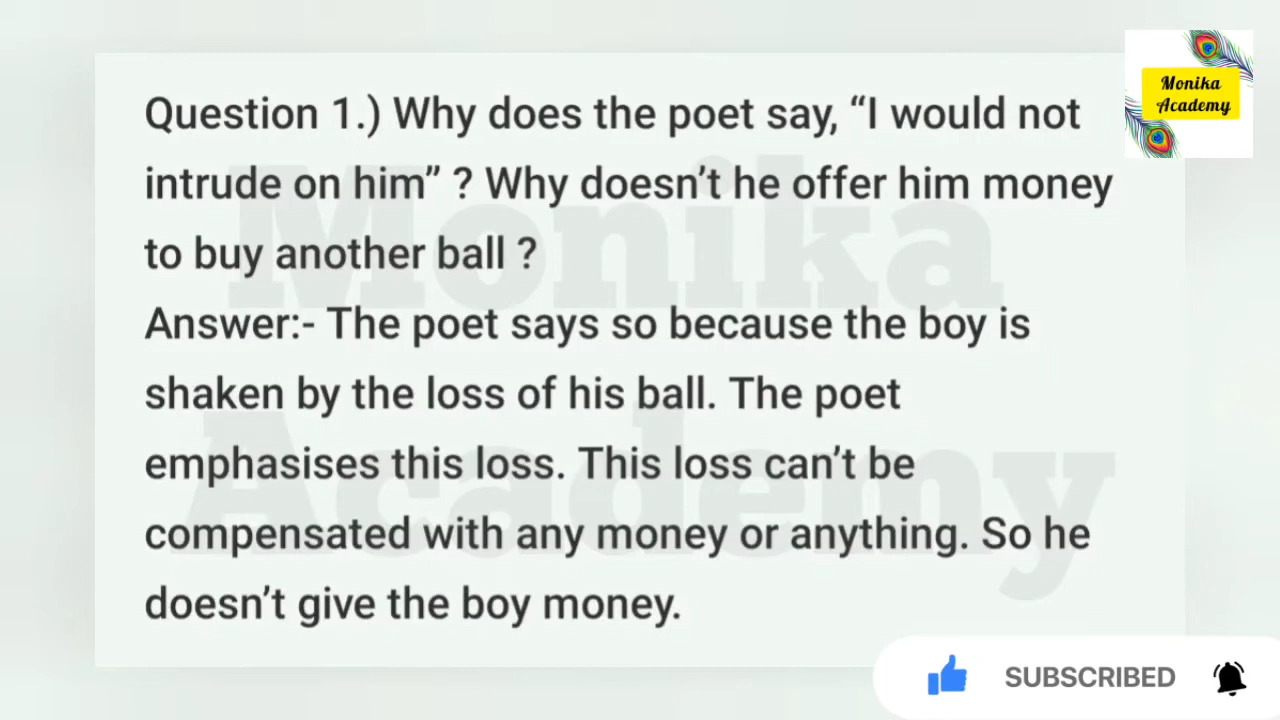 Monika
Academy
Question 1.) Why does the poet say, “I would not
intrude on him” ? Why doesn’t he offer him money
to buy another ball ?
Answer:- The poet says so because the boy is
shaken by the loss of his ball. The poet
emphasises this loss. This loss can’t be
compensated with any money or anything. So he
doesn’t give the boy money.
Monika
Academy
SUBSCRIBED